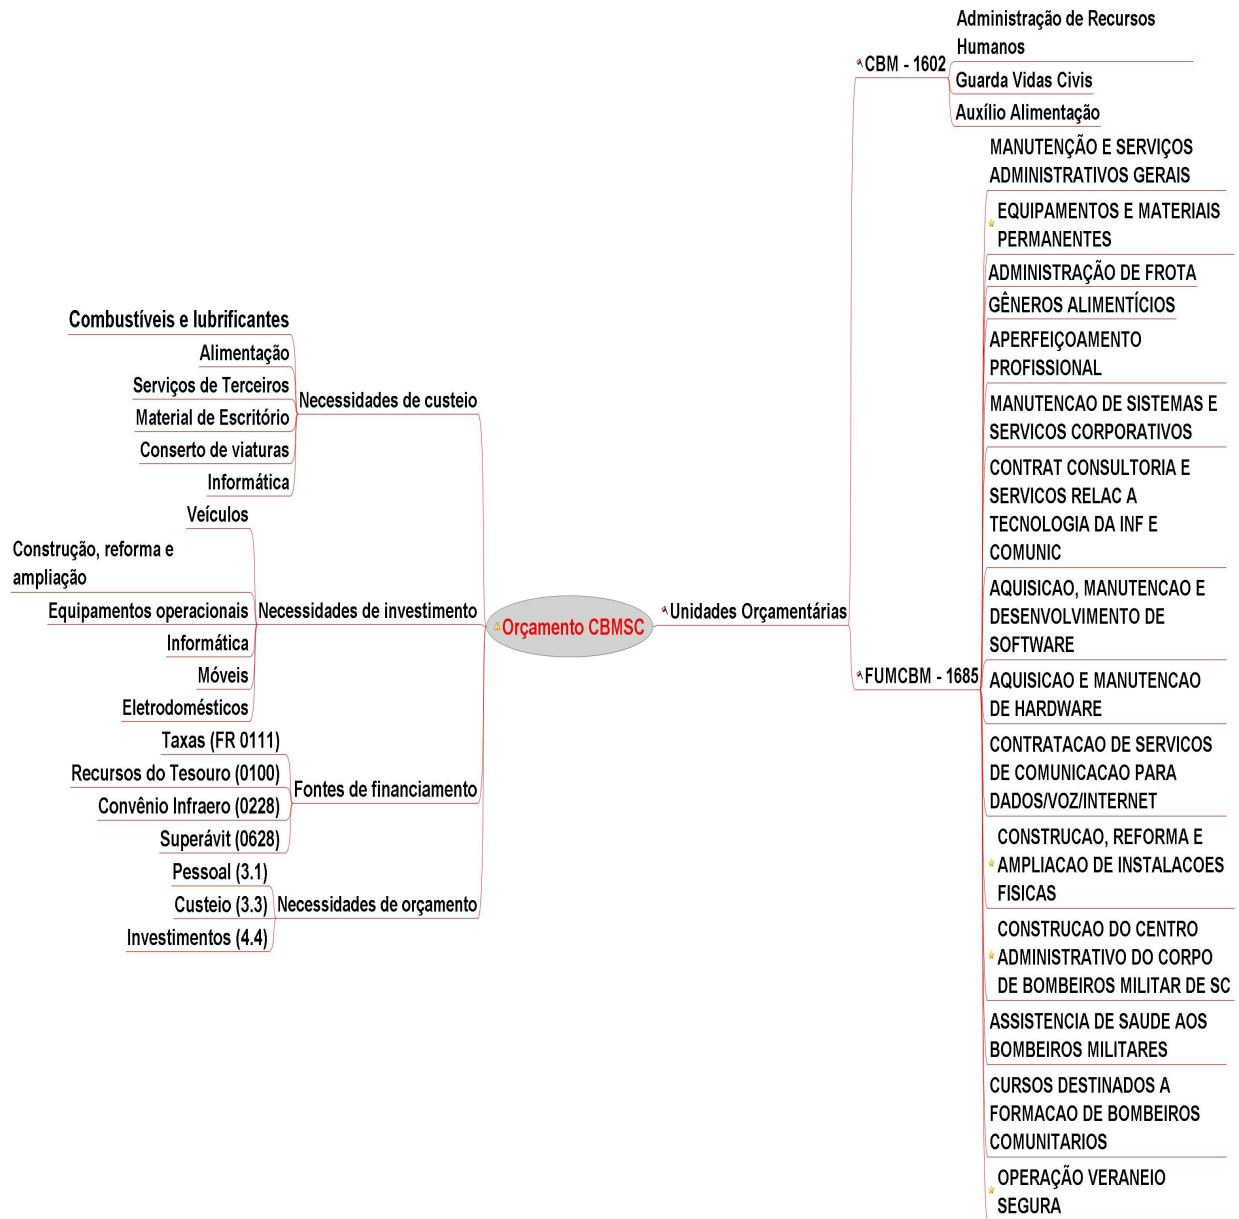 Orçamento CBMSC
Necessidades de custeio
Combustíveis e lubrificantes
Alimentação
Serviços de Terceiros
Material de Escritório
Conserto de viaturas
Informática
Necessidades de investimento
Veículos
Construção, reforma e
ampliação
Equipamentos operacionais
Informática
Móveis
Eletrodomésticos
Fontes de financiamento
Taxas (FR 0111)
Recursos do Tesouro (0100)
Convênio Infraero (0228)
Superávit (0628)
Necessidades de orçamento
Pessoal (3.1)
Custeio (3.3)
Investimentos (4.4)
Unidades Orçamentárias
CBM - 1602
Administração de Recursos
Humanos
Guarda Vidas Civis
Auxílio Alimentação
FUMCBM - 1685
MANUTENÇÃO E SERVIÇOS
ADMINISTRATIVOS GERAIS
EQUIPAMENTOS E MATERIAIS
PERMANENTES
ADMINISTRAÇÃO DE FROTA
GÊNEROS ALIMENTÍCIOS
APERFEIÇOAMENTO
PROFISSIONAL
MANUTENCAO DE SISTEMAS E
SERVICOS CORPORATIVOS
CONTRAT CONSULTORIA E
SERVICOS RELAC A
TECNOLOGIA DA INF E
COMUNIC
AQUISICAO, MANUTENCAO E
DESENVOLVIMENTO DE
SOFTWARE
AQUISICAO E MANUTENCAO
DE HARDWARE
CONTRATACAO DE SERVICOS
DE COMUNICACAO PARA
DADOS/VOZ/INTERNET
CONSTRUCAO, REFORMA E
AMPLIACAO DE INSTALACOES
FISICAS
CONSTRUCAO DO CENTRO
ADMINISTRATIVO DO CORPO
DE BOMBEIROS MILITAR DE SC
ASSISTENCIA DE SAUDE AOS
BOMBEIROS MILITARES
CURSOS DESTINADOS A
FORMACAO DE BOMBEIROS
COMUNITARIOS
OPERAÇÃO VERANEIO
SEGURA